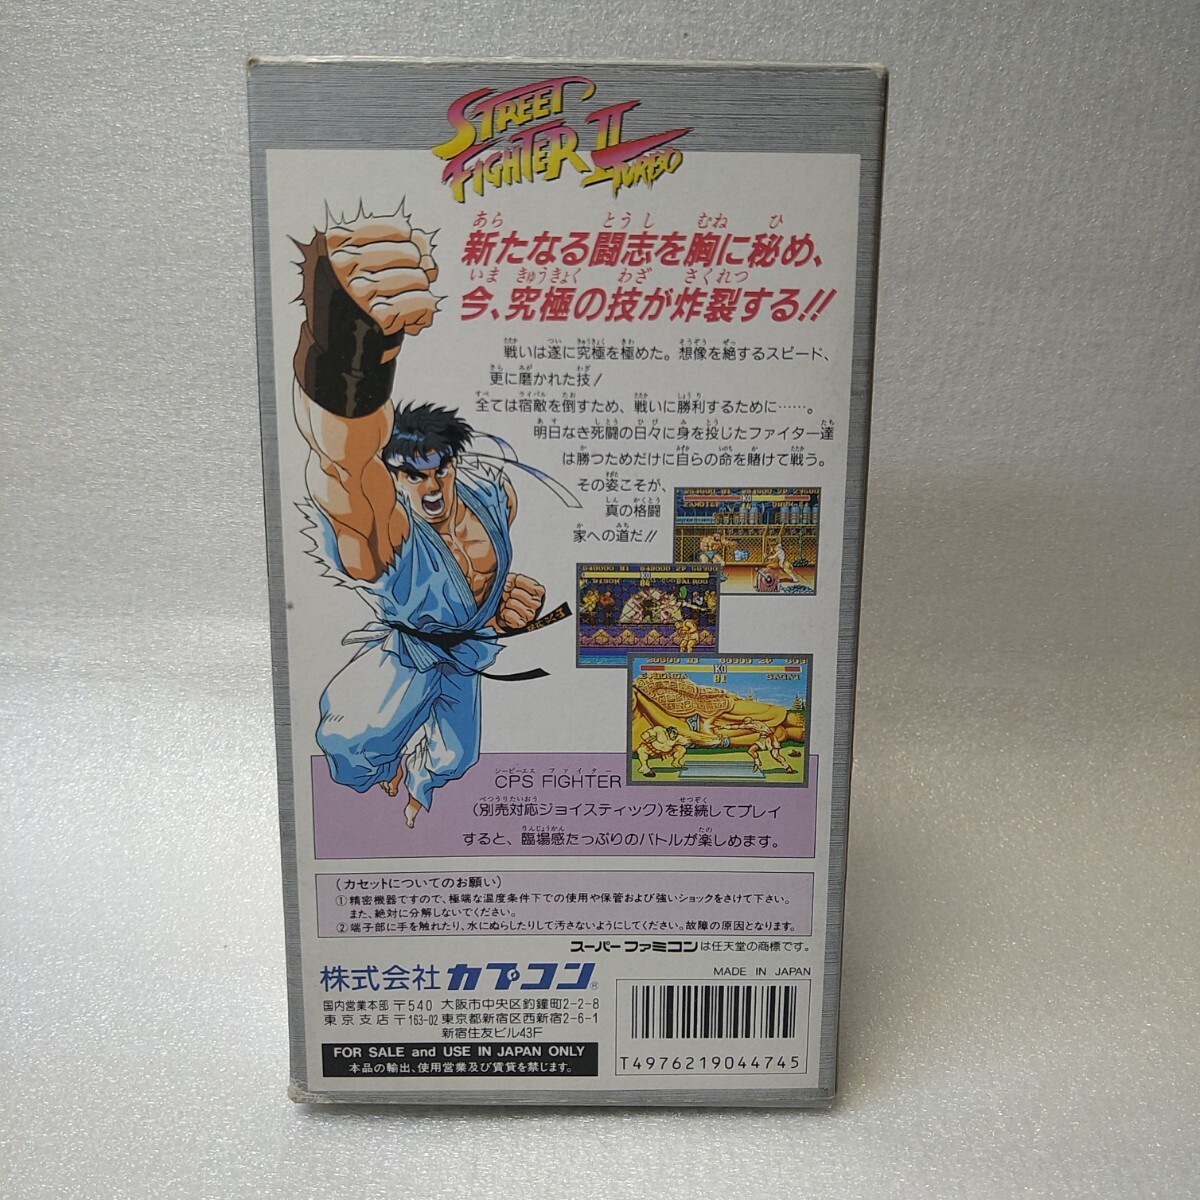 STREET
FIGHTER II
TURBO
新たなる闘志を胸に秘め、
今、究極の技が炸裂する!!
戦いは遂に究極を極めた。想像を絶するスピード、
更に磨かれた技!
全ては宿敵を倒すため、戦いに勝利するために……。
明日なき死闘の日々に身を投じたファイター達
は勝つためだけに自らの命を賭けて戦う。
その姿こそが、
真の格闘
家への道だ!!
シーピーエス ファイター
CPS FIGHTER
(別売対応ジョイスティック)を接続してプレイ
すると、臨場感たっぷりのバトルが楽しめます。
(カセットについてのお願い)
①精密機器ですので、極端な温度条件下での使用や保管および強いショックをさけて下さい。
また、絶対に分解しないでください。
②端子部に手を触れたり、水にぬらしたりして汚さないようにしてください。故障の原因となります。
スーパーファミコンは任天堂の商標です。
株式会社カプコン®
MADE IN JAPAN
国内営業本部 〒540 大阪市中央区釣鐘町2-2-8
東京支店 〒163-02 東京都新宿区西新宿2-6-1
新宿住友ビル43F
FOR SALE and USE IN JAPAN ONLY
本品の輸出、使用営業及び賃貸を禁じます。
T4976219044745